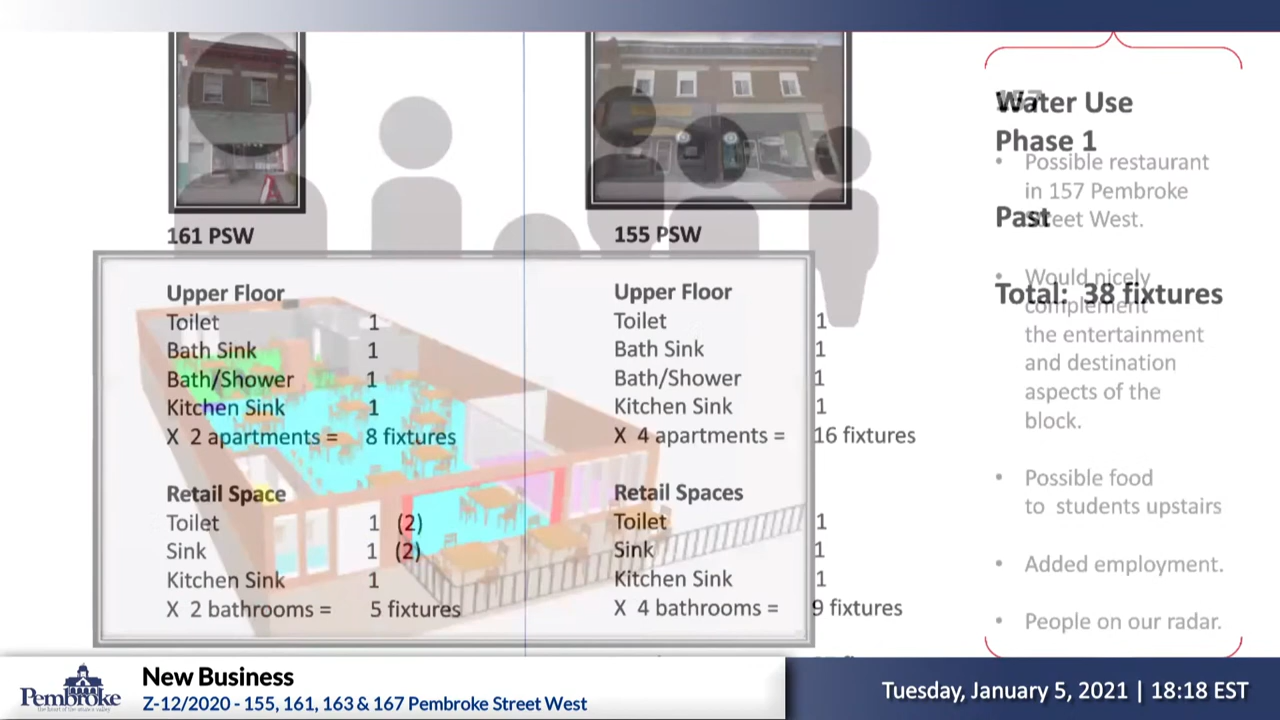 161 PSW
Upper Floor
Toilet 1
Bath Sink 1
Bath/Shower 1
Kitchen Sink 1
X 2 apartments = 8 fixtures
Retail Space
Toilet 1 (2)
Sink 1 (2)
Kitchen Sink 1
X 2 bathrooms = 5 fixtures
155 PSW
Upper Floor
Toilet 1
Bath Sink 1
Bath/Shower 1
Kitchen Sink 1
X 4 apartments = 16 fixtures
Retail Spaces
Toilet 1
Sink 1
Kitchen Sink 1
X 4 bathrooms = 9 fixtures
Water Use
Phase 1
Past
Total: 38 fixtures
• Possible restaurant
in 157 Pembroke
Street West.
• Would nicely
complement
the entertainment
and destination
aspects of the
block.
• Possible food
to students upstairs
• Added employment.
• People on our radar.
Pembroke
New Business
Z-12/2020 - 155, 161, 163 & 167 Pembroke Street West
Tuesday, January 5, 2021 | 18:18 EST